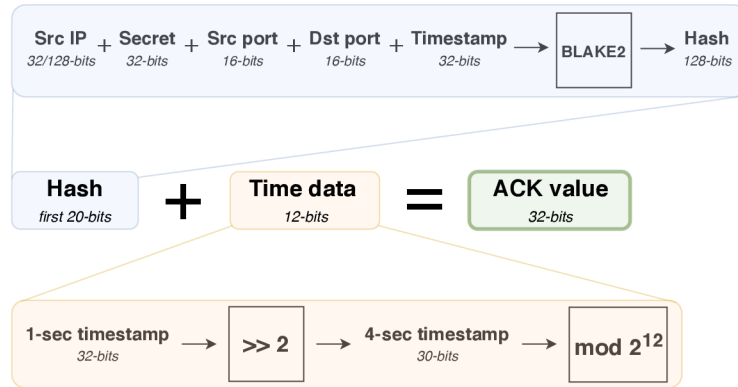 Src IP + Secret + Src port + Dst port + Timestamp BLAKE2 Hash
32/128-bits 32-bits 16-bits 16-bits 32-bits 128-bits
Hash + Time data = ACK value
first 20-bits 12-bits 32-bits
1-sec timestamp >> 2 4-sec timestamp mod 2¹²
32-bits 30-bits